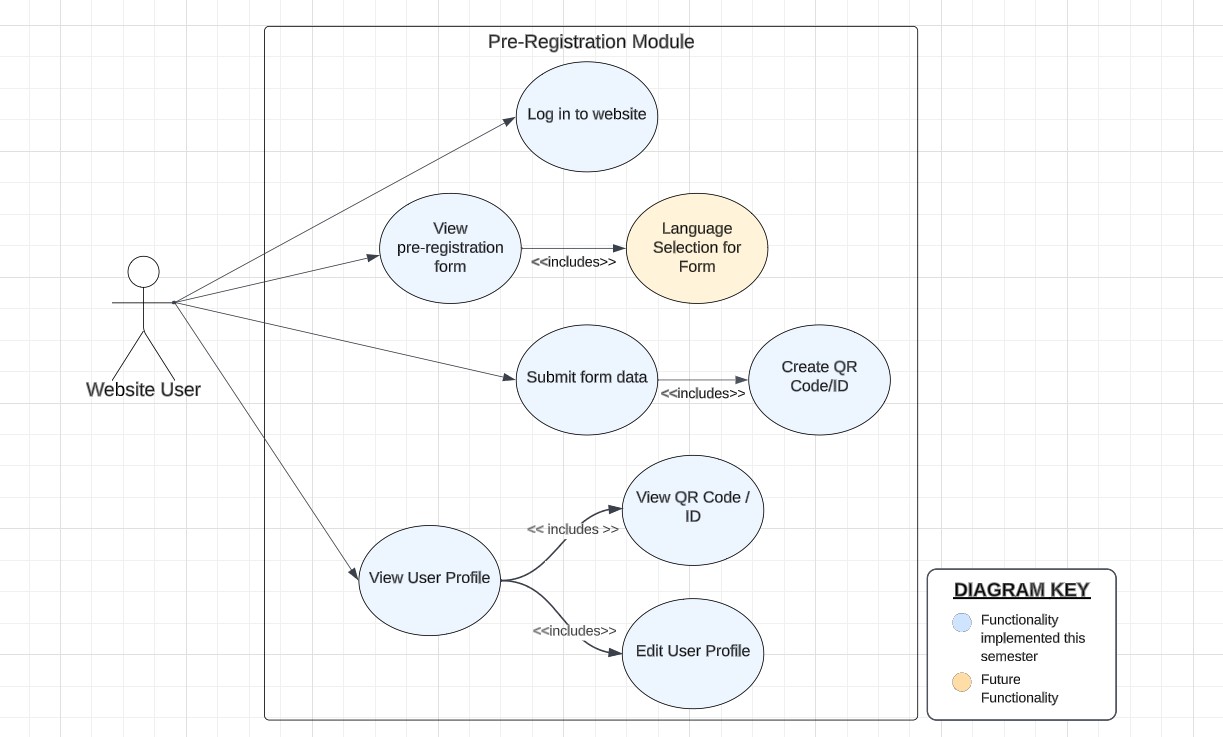 Pre-Registration Module
Log in to website
View
pre-registration
form
<<includes>>
Language
Selection for
Form
Website User
Submit form data
<<includes>>
Create QR
Code/ID
View User Profile
<< includes >>
View QR Code /
ID
<<includes>>
Edit User Profile
DIAGRAM KEY
Functionality
implemented this
semester
Future
Functionality